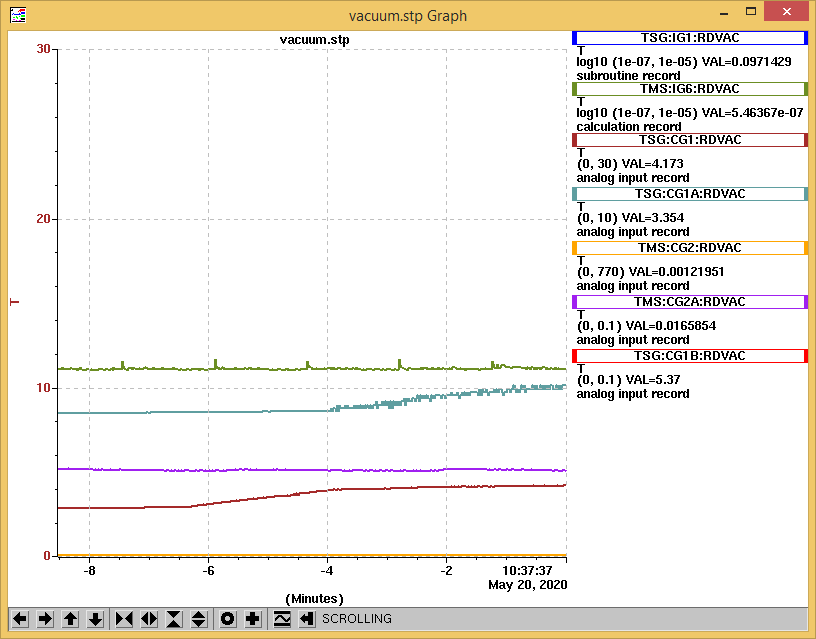 vacuum.stp Graph
vacuum.stp
30
20
10
0
T
-8
-6
-4
-2
10:37:37
May 20, 2020
(Minutes)
TSG:IG1:RDVAC
T
log10 (1e-07, 1e-05) VAL=0.0971429
subroutine record
TMS:IG6:RDVAC
T
log10 (1e-07, 1e-05) VAL=5.46367e-07
calculation record
TSG:CG1:RDVAC
T
(0, 30) VAL=4.173
analog input record
TSG:CG1A:RDVAC
T
(0, 10) VAL=3.354
analog input record
TMS:CG2:RDVAC
T
(0, 770) VAL=0.00121951
analog input record
TMS:CG2A:RDVAC
T
(0, 0.1) VAL=0.0165854
analog input record
TSG:CG1B:RDVAC
T
(0, 0.1) VAL=5.37
analog input record
SCROLLING